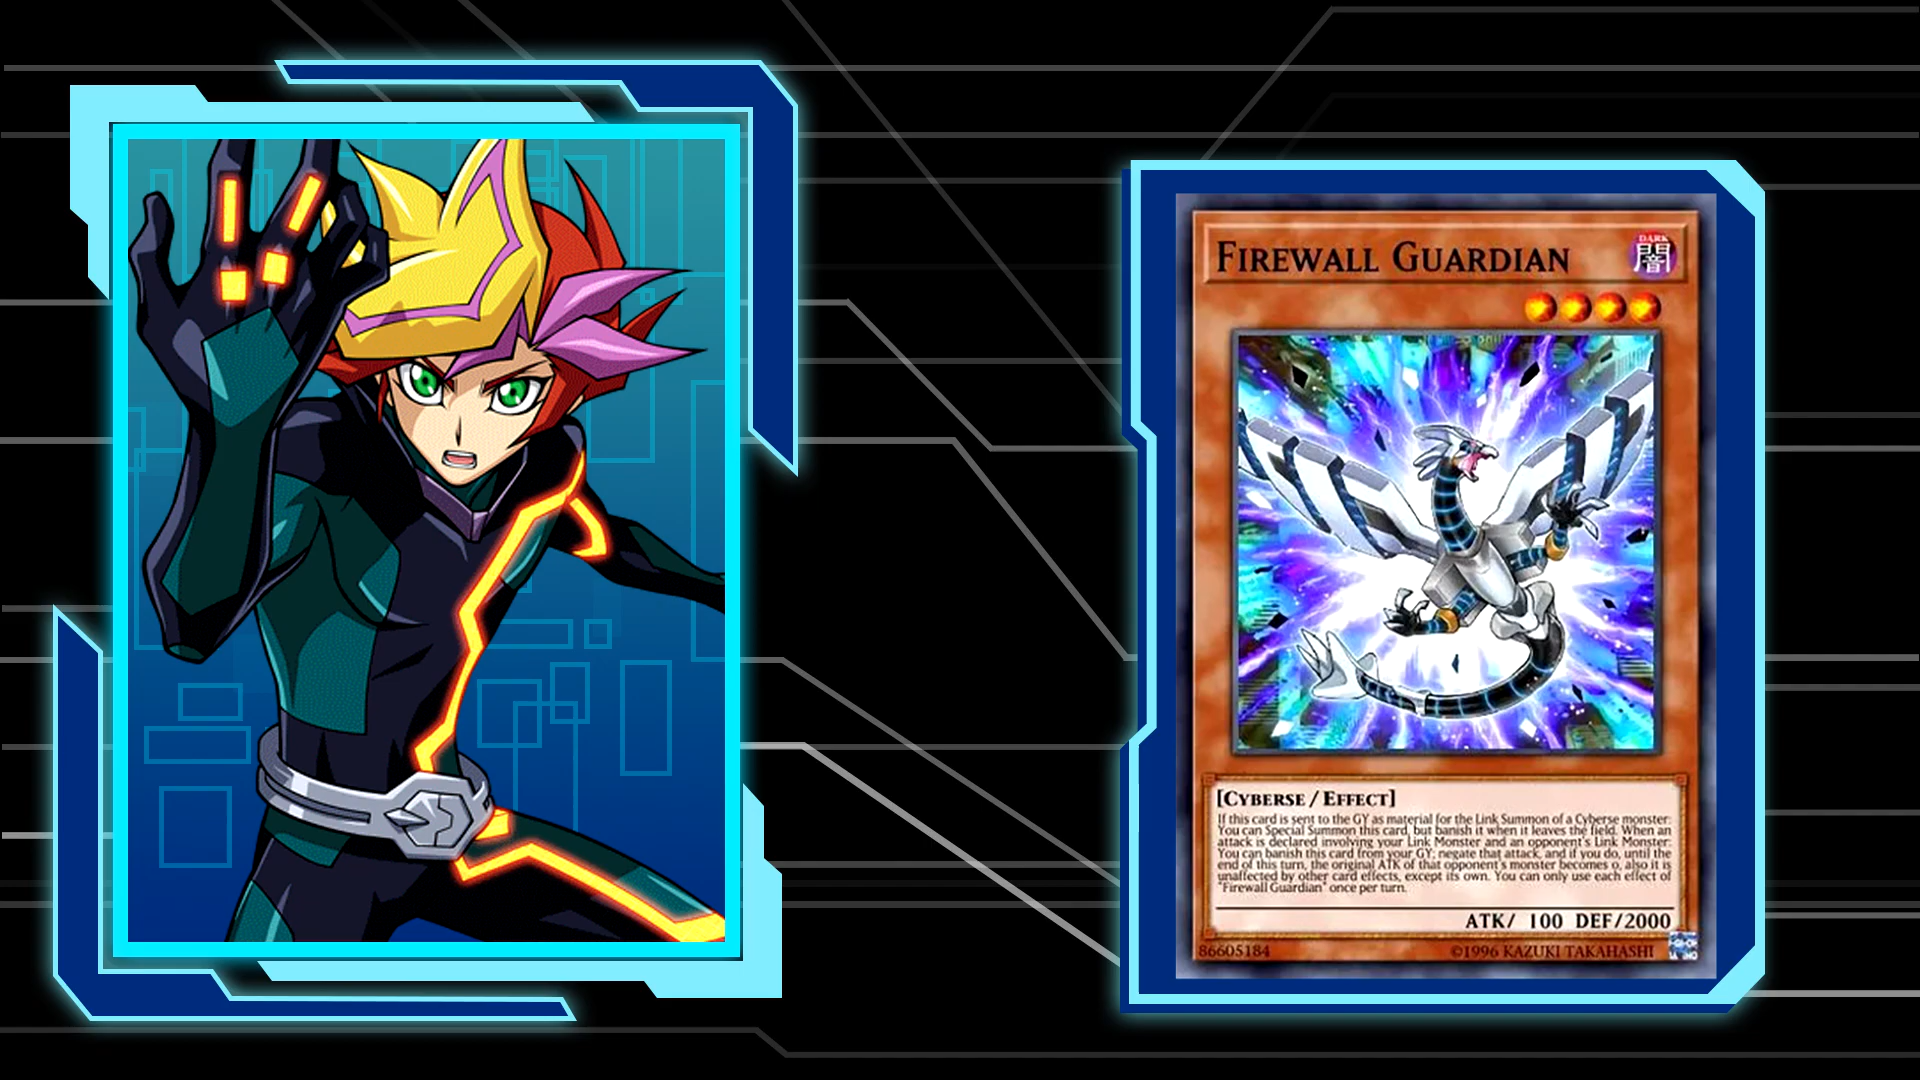 FIREWALL GUARDIAN
DARK
闇
[CYBERSE / EFFECT]
If this card is sent to the GY as material for the Link Summon of a Cyberse monster:
You can Special Summon this card, but banish it when it leaves the field. When an
attack is declared involving your Link Monster and an opponent's Link Monster:
You can banish this card from your GY; negate that attack, and if you do, until the
end of this turn, the original ATK of that opponent's monster becomes 0, also it is
unaffected by other card effects, except its own. You can only use each effect of
"Firewall Guardian" once per turn.
ATK/ 100 DEF/2000
86605184
©1996 KAZUKI TAKAHASHI